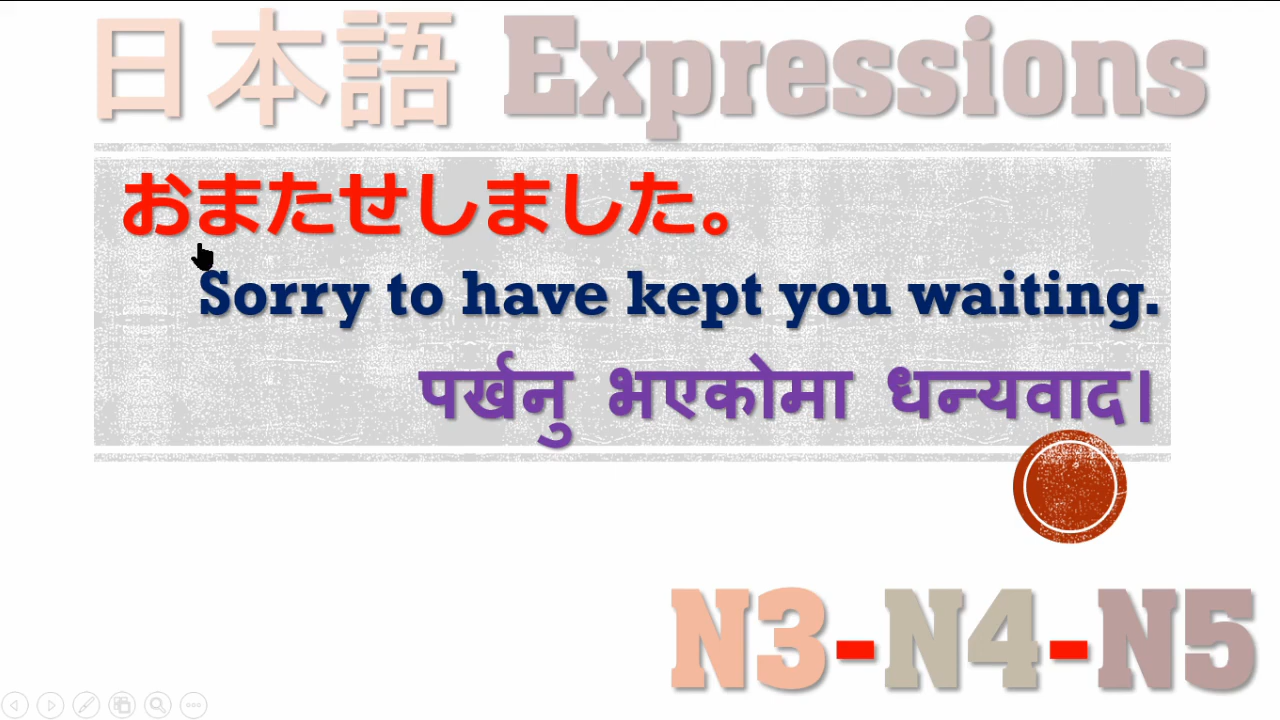 日本語 Expressions
おまたせしました。
Sorry to have kept you waiting.
पर्खनु भएकोमा धन्यवाद।
N3-N4-N5